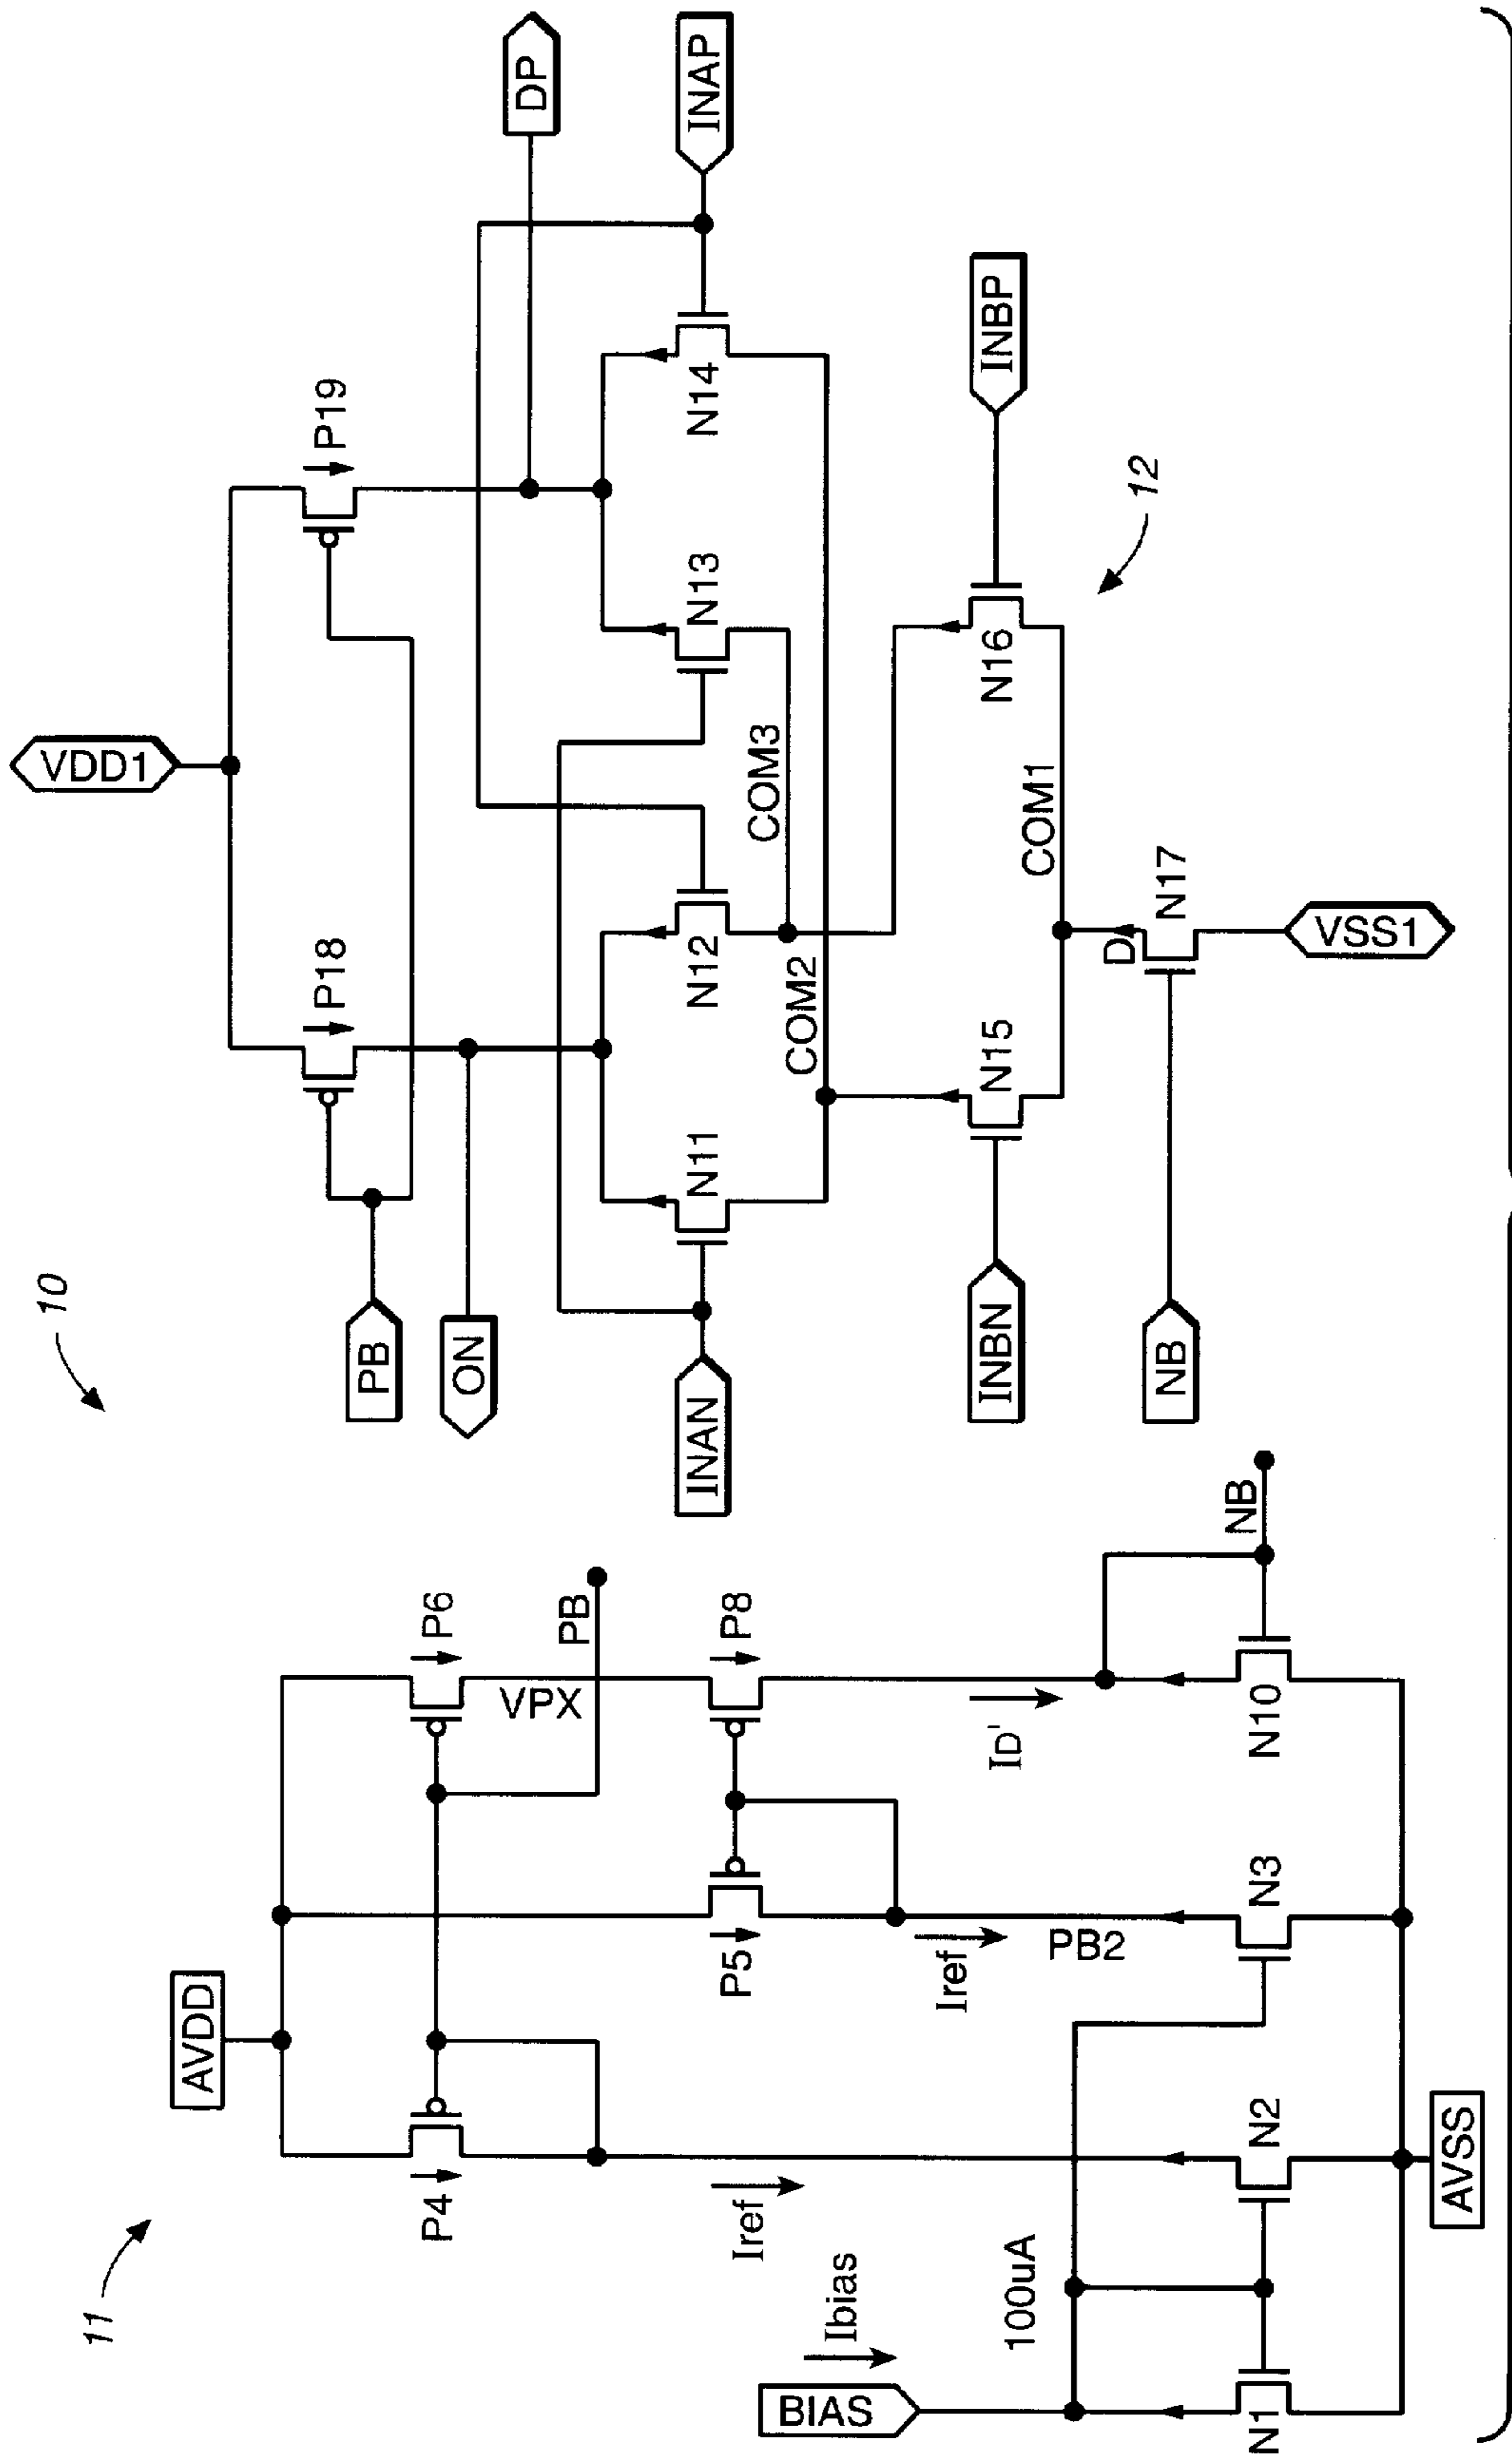 10
VDD1
P18
P19
PB
ON
DP
INAN
INAP
N11
N12
N13
N14
COM3
COM2
INBN
INBP
N15
N16
COM1
12
D
N17
NB
VSS1
11
AVDD
P4
P6
VPX
PB
P5
P8
Iref
Iref
ID'
PB2
Ibias
BIAS
100uA
NB
N1
N2
N3
N10
AVSS